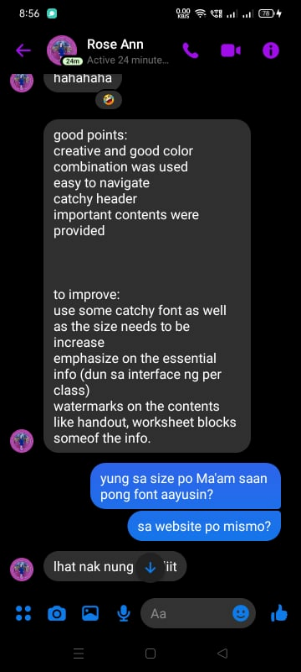 8:56
0.00
KB/S
78
Rose Ann
Active 24 minute...
24m
hahahaha
good points:
creative and good color
combination was used
easy to navigate
catchy header
important contents were
provided
to improve:
use some catchy font as well
as the size needs to be
increase
emphasize on the essential
info (dun sa interface ng per
class)
watermarks on the contents
like handout, worksheet blocks
someof the info.
yung sa size po Ma'am saan
pong font aayusin?
sa website po mismo?
lhat nak nung
Aa